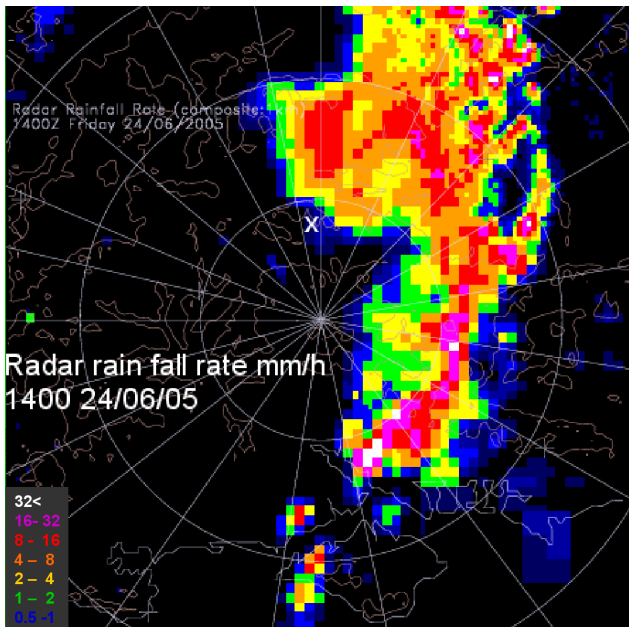 Radar Rainfall Rate (composite: km)
1400Z Friday 24/06/2005
X
Radar rain fall rate mm/h
1400 24/06/05
32<
16- 32
8 - 16
4 - 8
2 - 4
1 - 2
0.5 -1